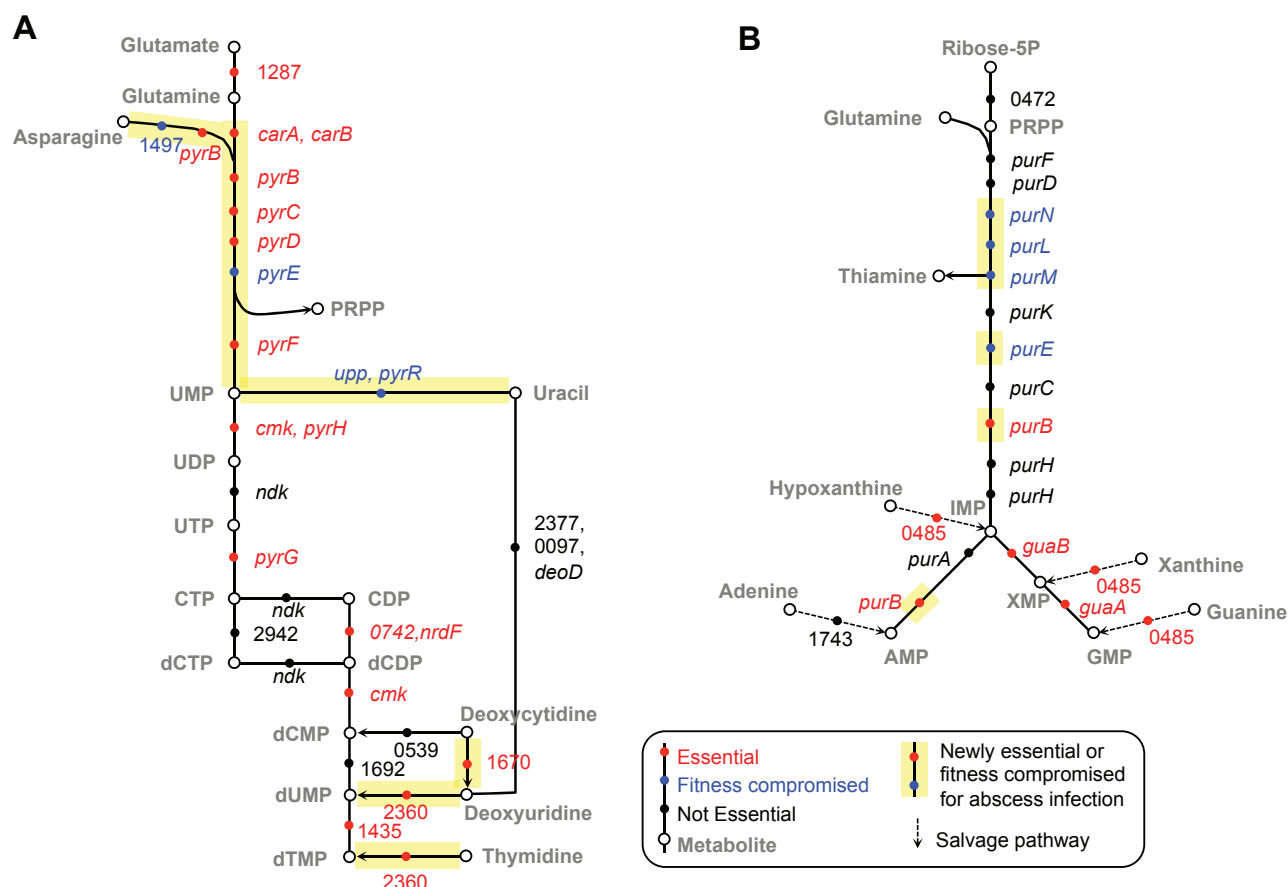 A
Glutamate
1287
Glutamine
Asparagine
1497
pyrB
carA, carB
pyrB
pyrC
pyrD
pyrE
PRPP
pyrF
upp, pyrR
UMP
Uracil
cmk, pyrH
UDP
ndk
UTP
2377,
0097,
deoD
pyrG
CTP
CDP
ndk
2942
0742,nrdF
dCTP
dCDP
ndk
cmk
Deoxycytidine
dCMP
0539
1692
1670
dUMP
2360
Deoxyuridine
1435
dTMP
Thymidine
2360
B
Ribose-5P
0472
Glutamine
PRPP
purF
purD
purN
purL
Thiamine
purM
purK
purE
purC
purB
purH
Hypoxanthine
purH
IMP
0485
purA
guaB
Xanthine
Adenine
purB
XMP
0485
guaA
Guanine
1743
0485
AMP
GMP
Essential
Fitness compromised
Not Essential
Metabolite
Newly essential or
fitness compromised
for abscess infection
Salvage pathway